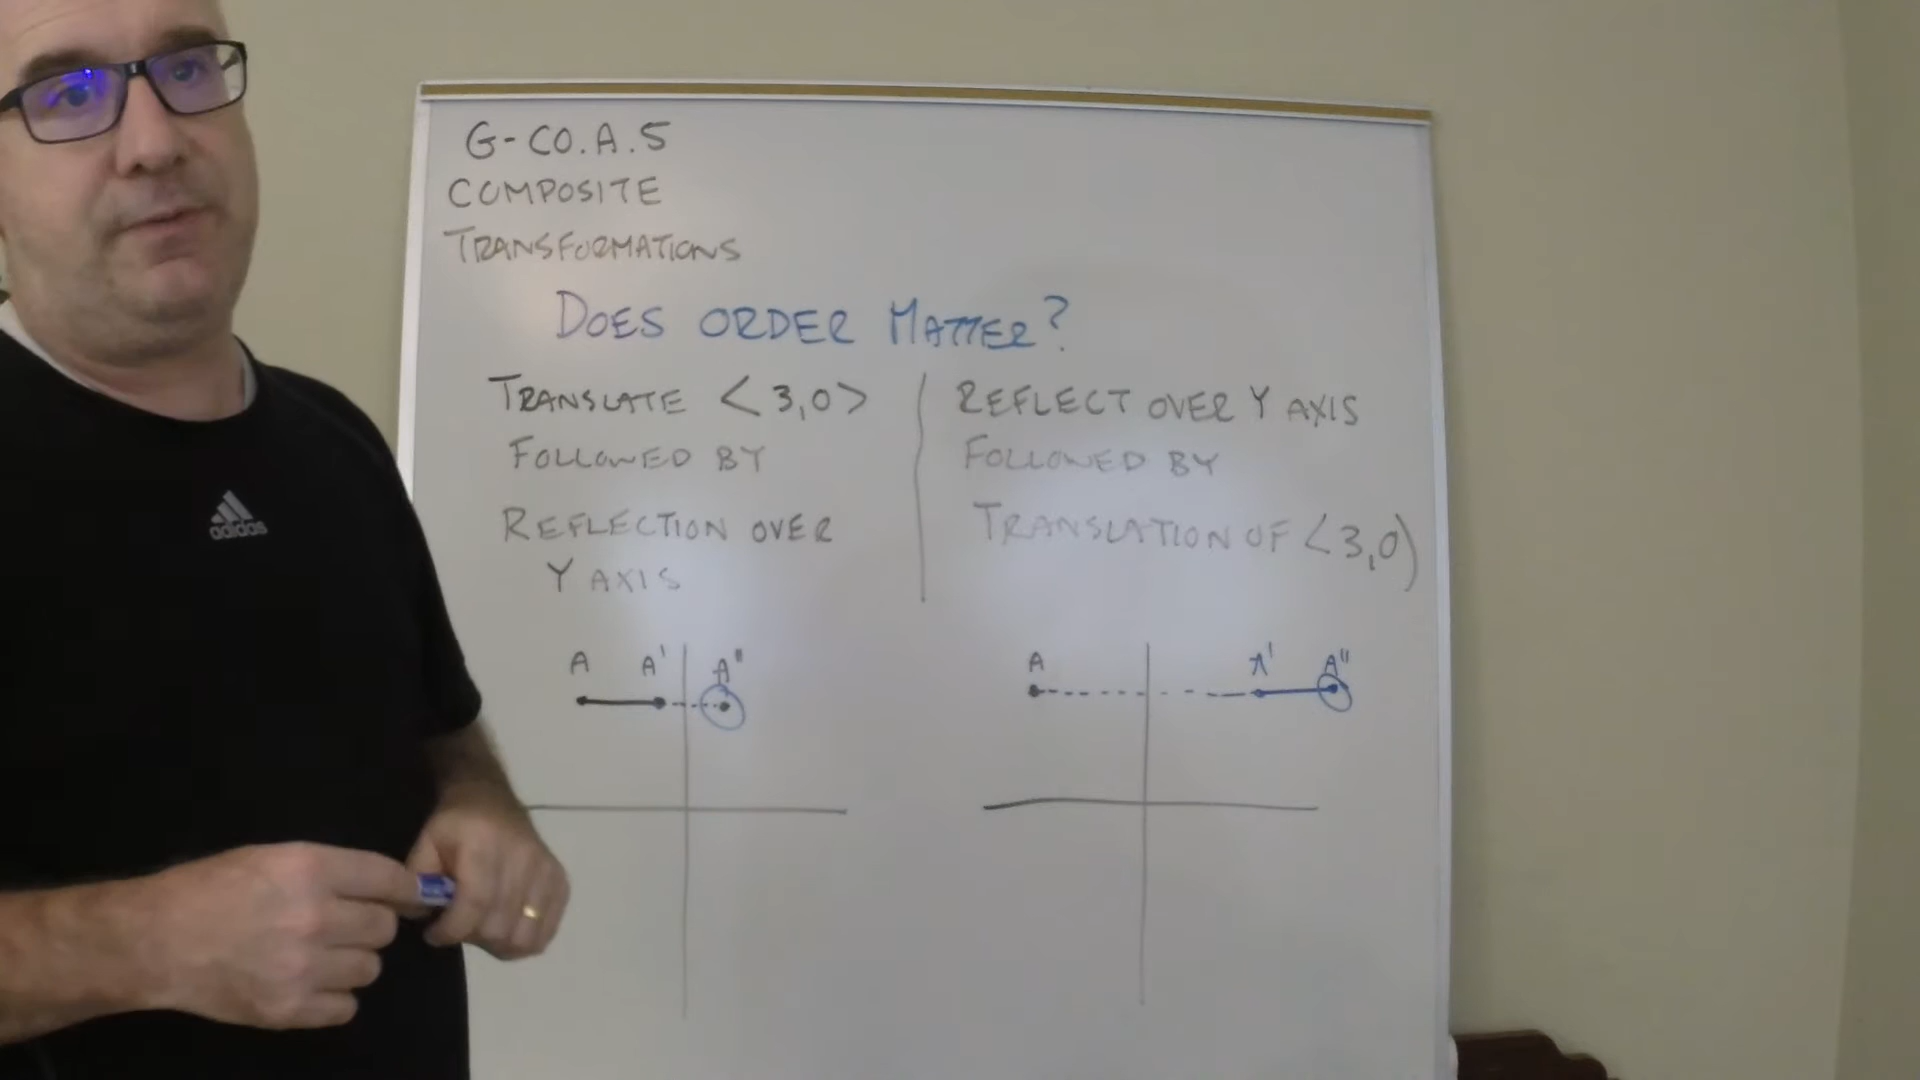 G-CO.A.5
COMPOSITE
TRANSFORMATIONS
DOES ORDER MATTER?
TRANSLATE <3,0>
FOLLOWED BY
REFLECTION OVER
Y AXIS
REFLECT OVER Y AXIS
FOLLOWED BY
TRANSLATION OF <3,0)
A A' A"
A A' A"
adidas